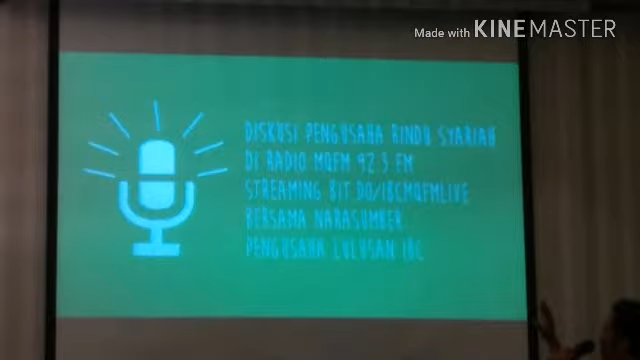 Made with KINEMASTER
DISKUSI PENGUSAHA RINDU SYARIAH
DI RADIO MQFM 92.3 FM
STREAMING BIT.DO/IBCMQFMLIVE
BERSAMA NARASUMBER
PENGUSAHA LULUSAN IBC